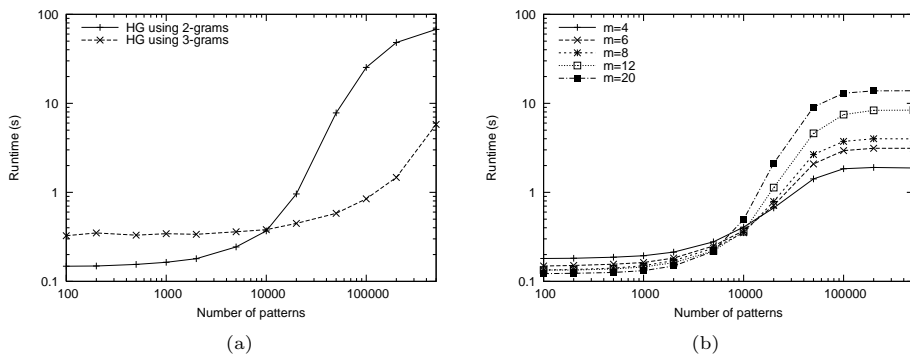 100
10
1
0.1
Runtime (s)
HG using 2-grams
HG using 3-grams
100
1000
10000
100000
Number of patterns
(a)
100
10
1
0.1
Runtime (s)
m=4
m=6
m=8
m=12
m=20
100
1000
10000
100000
Number of patterns
(b)